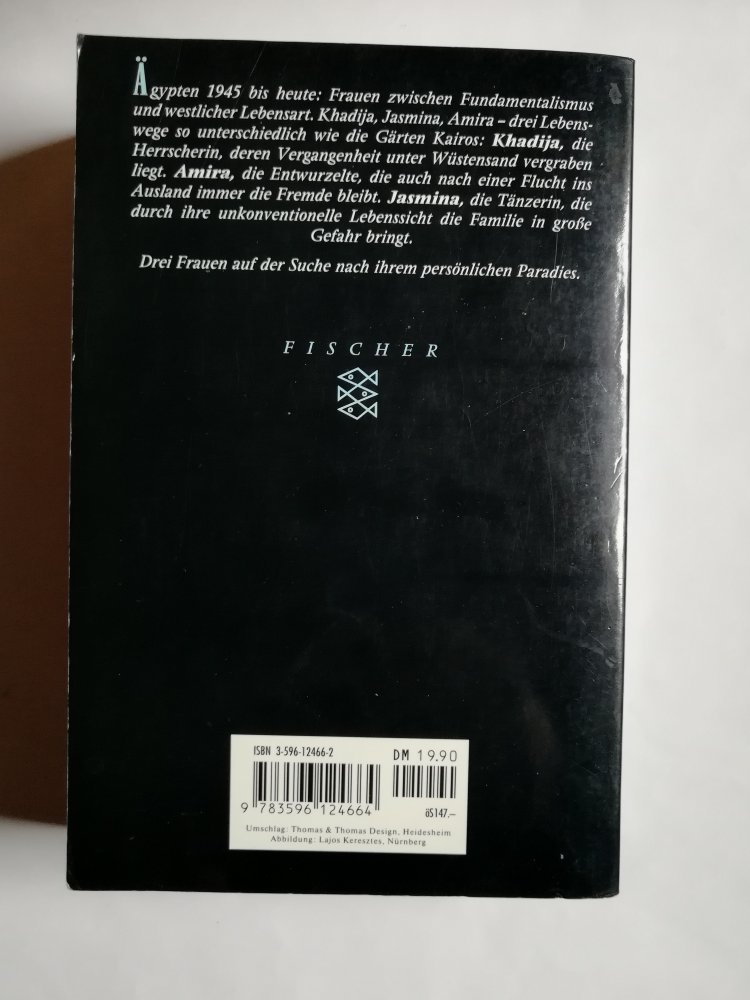 Ägypten 1945 bis heute: Frauen zwischen Fundamentalismus
und westlicher Lebensart. Khadija, Jasmina, Amira – drei Lebens-
wege so unterschiedlich wie die Gärten Kairos: Khadija, die
Herrscherin, deren Vergangenheit unter Wüstensand vergraben
liegt. Amira, die Entwurzelte, die auch nach einer Flucht ins
Ausland immer die Fremde bleibt. Jasmina, die Tänzerin, die
durch ihre unkonventionelle Lebenssicht die Familie in große
Gefahr bringt.
Drei Frauen auf der Suche nach ihrem persönlichen Paradies.
FISCHER
ISBN 3-596-12466-2
DM 19.90
9 783596 124664
öS 147.–
Umschlag: Thomas & Thomas Design, Heidesheim
Abbildung: Lajos Keresztes, Nürnberg